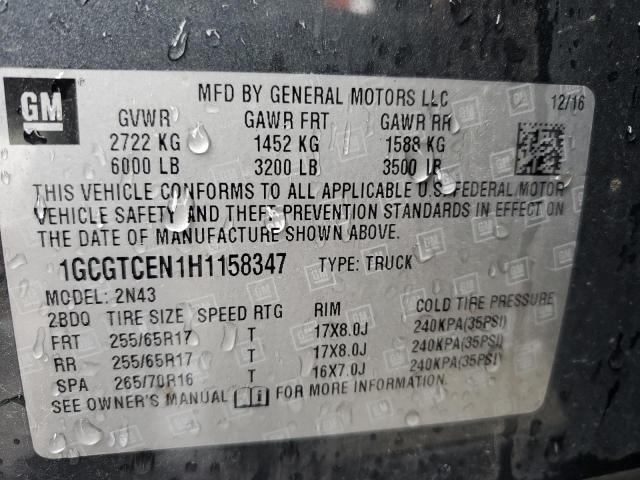 GM
MFD BY GENERAL MOTORS LLC 12/16
GVWR GAWR FRT GAWR RR
2722 KG 1452 KG 1588 KG
6000 LB 3200 LB 3500 LB
THIS VEHICLE CONFORMS TO ALL APPLICABLE U.S. FEDERAL MOTOR
VEHICLE SAFETY AND THEFT PREVENTION STANDARDS IN EFFECT ON
THE DATE OF MANUFACTURE SHOWN ABOVE.
1GCGTCEN1H1158347 TYPE: TRUCK
MODEL: 2N43
2BDQ TIRE SIZE SPEED RTG RIM COLD TIRE PRESSURE
FRT 255/65R17 T 17X8.0J 240KPA(35PSI)
RR 255/65R17 T 17X8.0J 240KPA(35PSI)
SPA 265/70R16 T 16X7.0J 240KPA(35PSI)
SEE OWNER'S MANUAL FOR MORE INFORMATION.